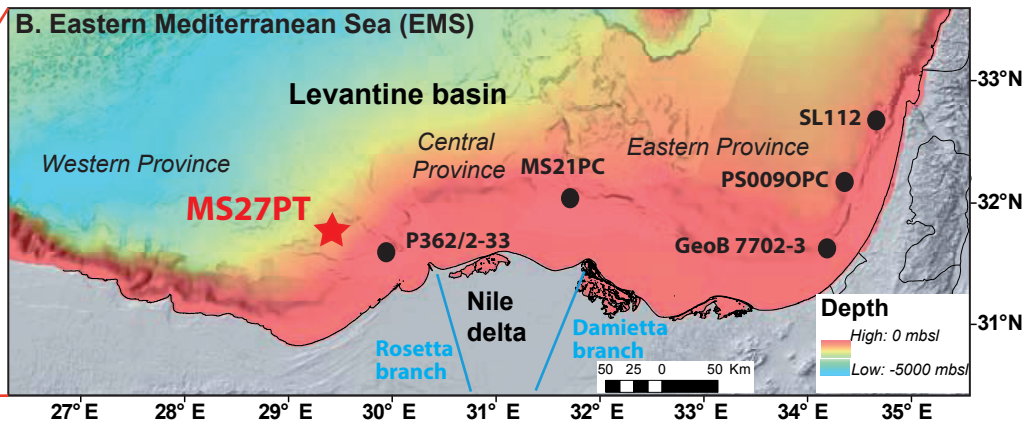 B. Eastern Mediterranean Sea (EMS)
33°N
Levantine basin
SL112
Western Province
Central
Province
Eastern Province
MS21PC
PS009OPC
32°N
MS27PT
P362/2-33
GeoB 7702-3
Nile
delta
Rosetta
branch
Damietta
branch
31°N
Depth
High: 0 mbsl
Low: -5000 mbsl
50 25 0 50 Km
27° E 28° E 29° E 30° E 31° E 32° E 33° E 34° E 35° E